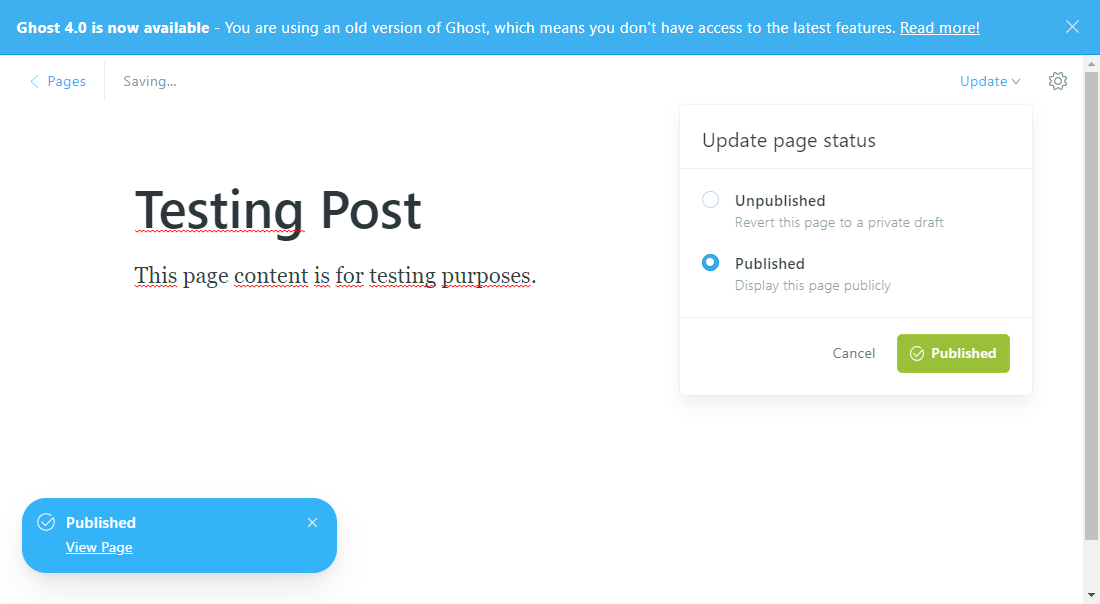 Ghost 4.0 is now available - You are using an old version of Ghost, which means you don't have access to the latest features. Read more!
Pages
Saving...
Update
Update page status
Testing Post
Unpublished
Revert this page to a private draft
This page content is for testing purposes.
Published
Display this page publicly
Cancel
Published
Published
View Page